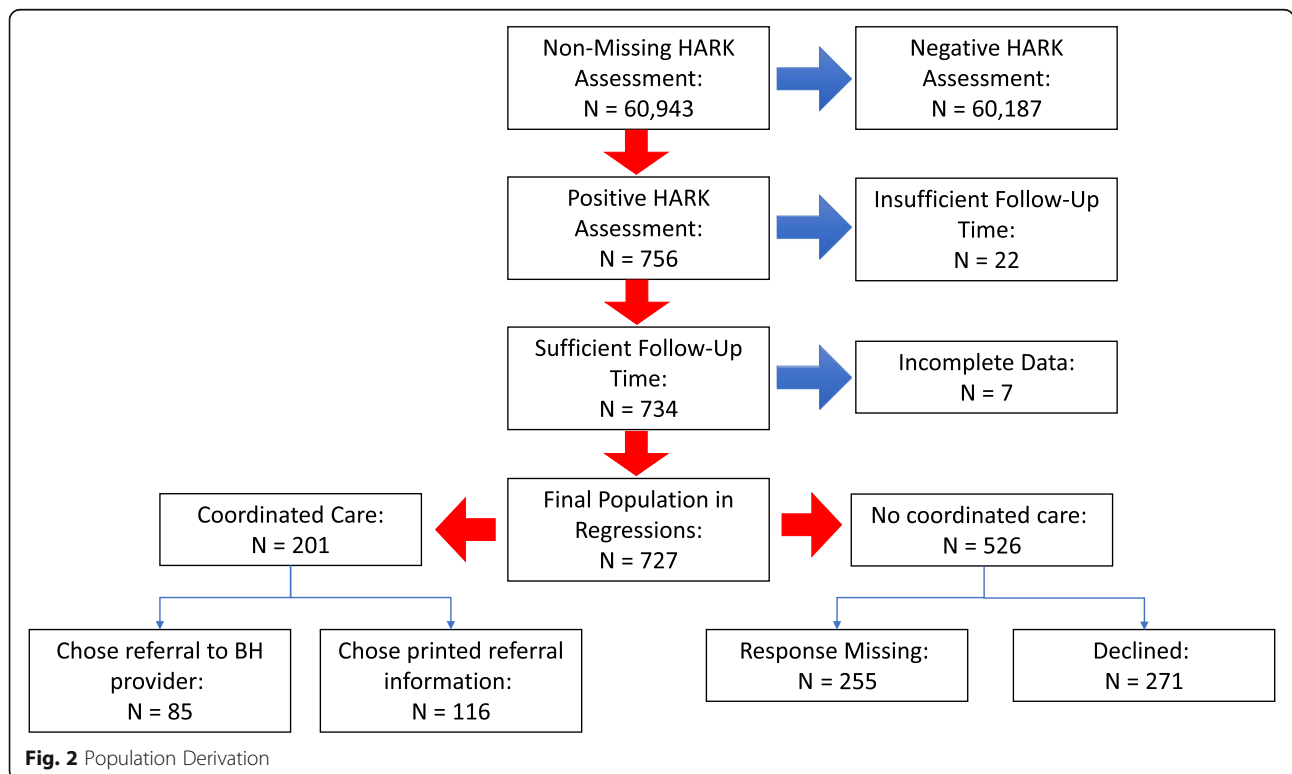 Non-Missing HARK
Assessment:
N = 60,943
Negative HARK
Assessment:
N = 60,187
Positive HARK
Assessment:
N = 756
Insufficient Follow-Up
Time:
N = 22
Sufficient Follow-Up
Time:
N = 734
Incomplete Data:
N = 7
Coordinated Care:
N = 201
Final Population in
Regressions:
N = 727
No coordinated care:
N = 526
Chose referral to BH
provider:
N = 85
Chose printed referral
information:
N = 116
Response Missing:
N = 255
Declined:
N = 271
Fig. 2 Population Derivation